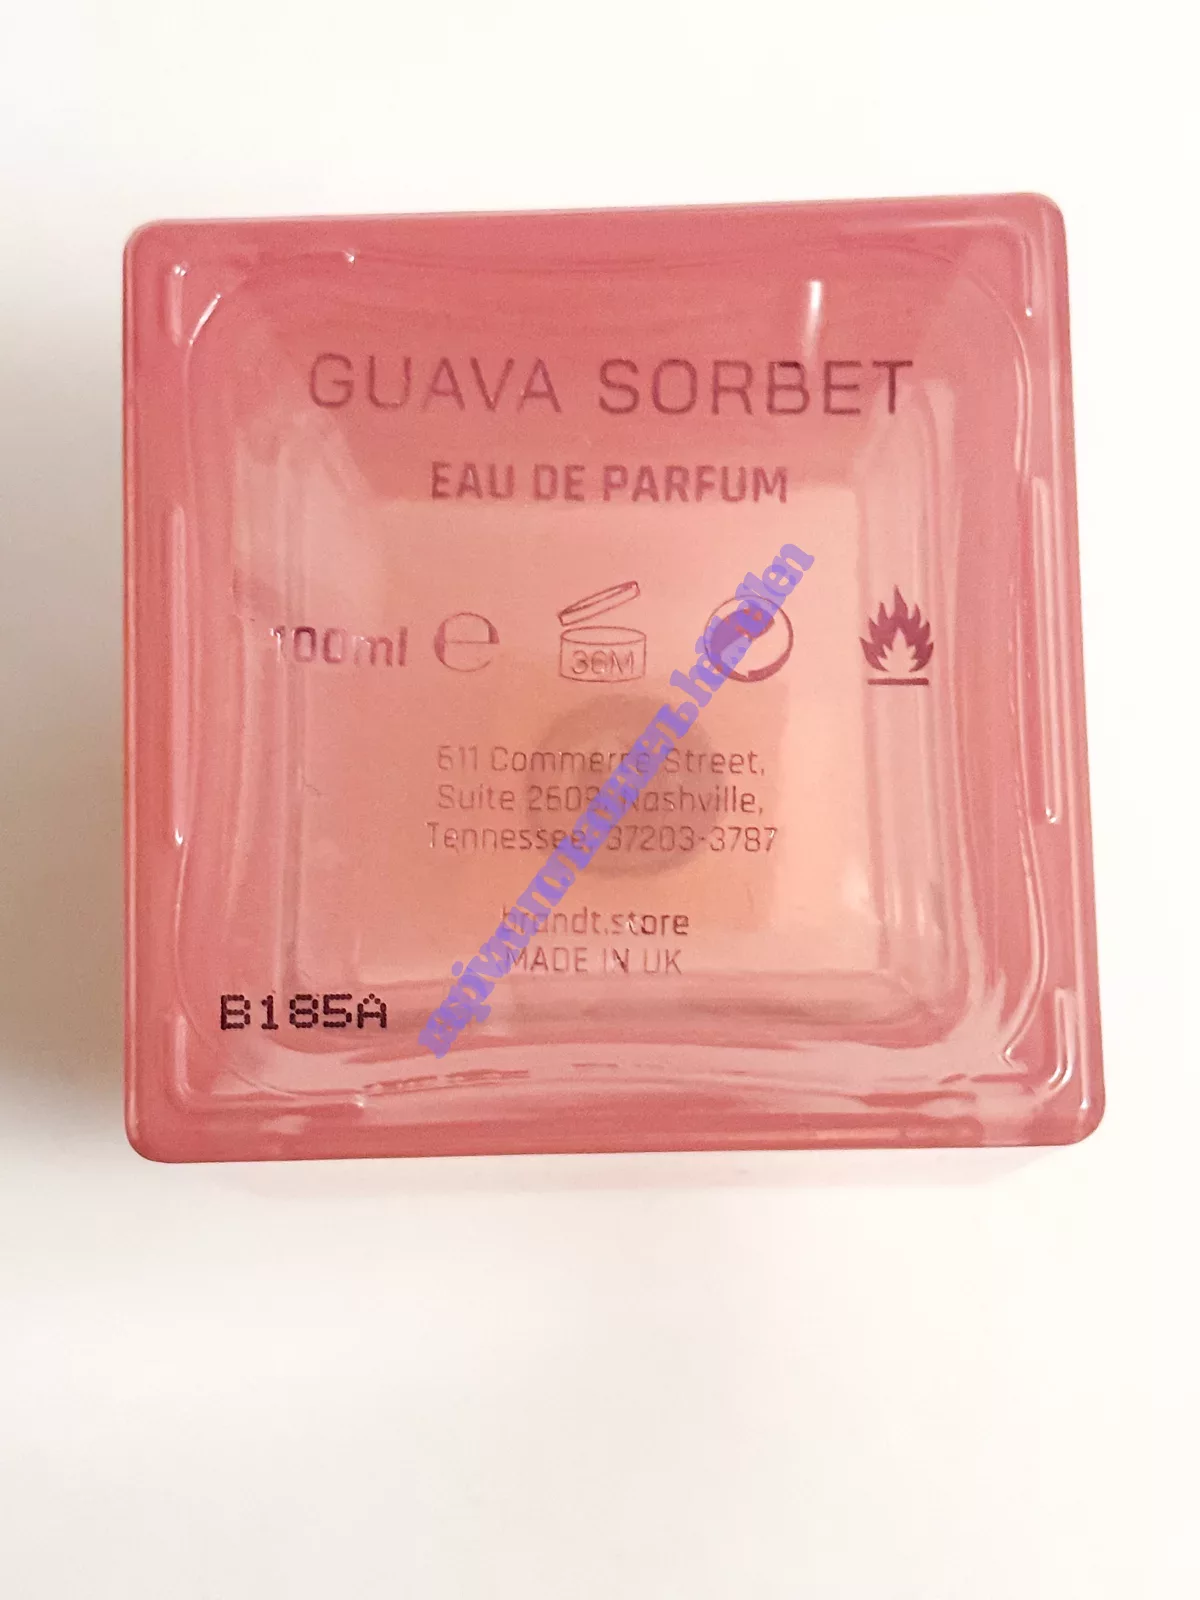 GUAVA SORBET
EAU DE PARFUM
100ml e 36M
611 Commerce Street,
Suite 2609, Nashville,
Tennessee, 37203-3787
brandt.store
MADE IN UK
B185A